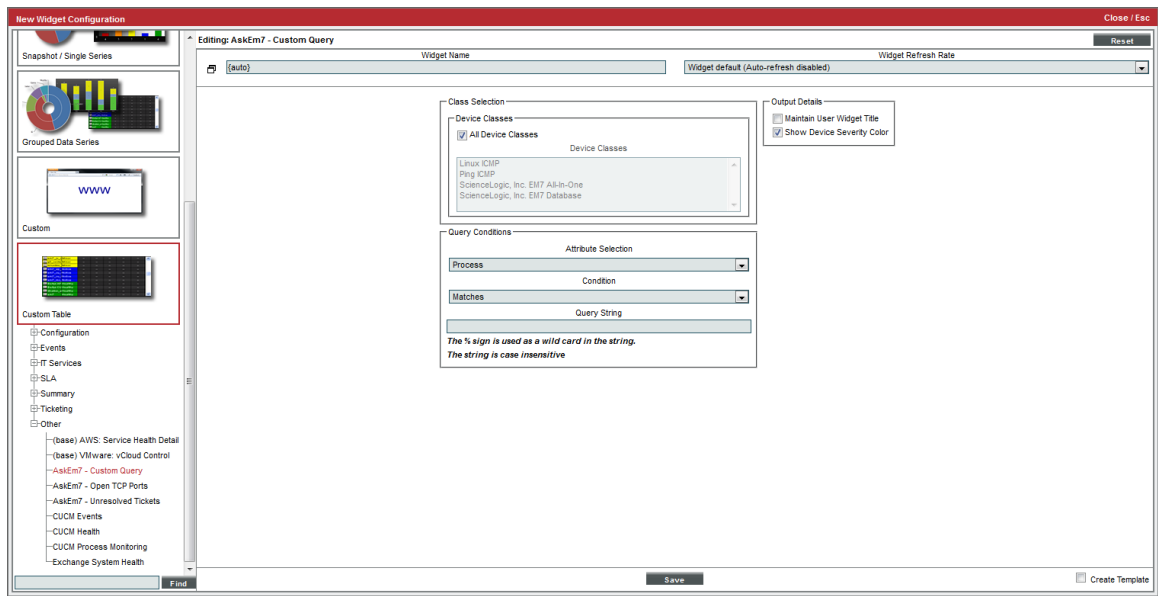 New Widget Configuration
Close / Esc
Snapshot / Single Series
Grouped Data Series
www
Custom
Custom Table
Configuration
Events
IT Services
SLA
Summary
Ticketing
Other
(base) AWS: Service Health Detail
(base) VMware: vCloud Control
AskEm7 - Custom Query
AskEm7 - Open TCP Ports
AskEm7 - Unresolved Tickets
CUCM Events
CUCM Health
CUCM Process Monitoring
Exchange System Health
Find
Editing: AskEm7 - Custom Query
Reset
Widget Name
Widget Refresh Rate
{auto}
Widget default (Auto-refresh disabled)
Class Selection
Device Classes
All Device Classes
Device Classes
Linux ICMP
Ping ICMP
ScienceLogic, Inc. EM7 All-In-One
ScienceLogic, Inc. EM7 Database
Output Details
Maintain User Widget Title
Show Device Severity Color
Query Conditions
Attribute Selection
Process
Condition
Matches
Query String
The % sign is used as a wild card in the string.
The string is case insensitive
Save
Create Template